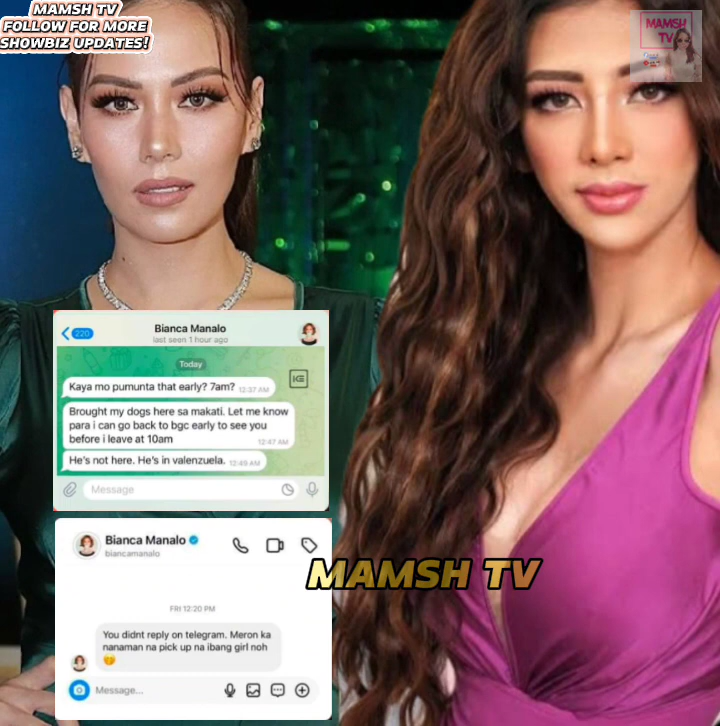 MAMSH TV
FOLLOW FOR MORE
SHOWBIZ UPDATES!
MAMSH
TV
220
Bianca Manalo
last seen 1 hour ago
Today
Kaya mo pumunta that early? 7am? 12:37 AM
Brought my dogs here sa makati. Let me know
para i can go back to bgc early to see you
before i leave at 10am
12:47 AM
He's not here. He's in valenzuela. 12:49 AM
Message
Bianca Manalo
biancamanalo
MAMSH TV
FRI 12:20 PM
You didnt reply on telegram. Meron ka
nanaman na pick up na ibang girl noh
Message...